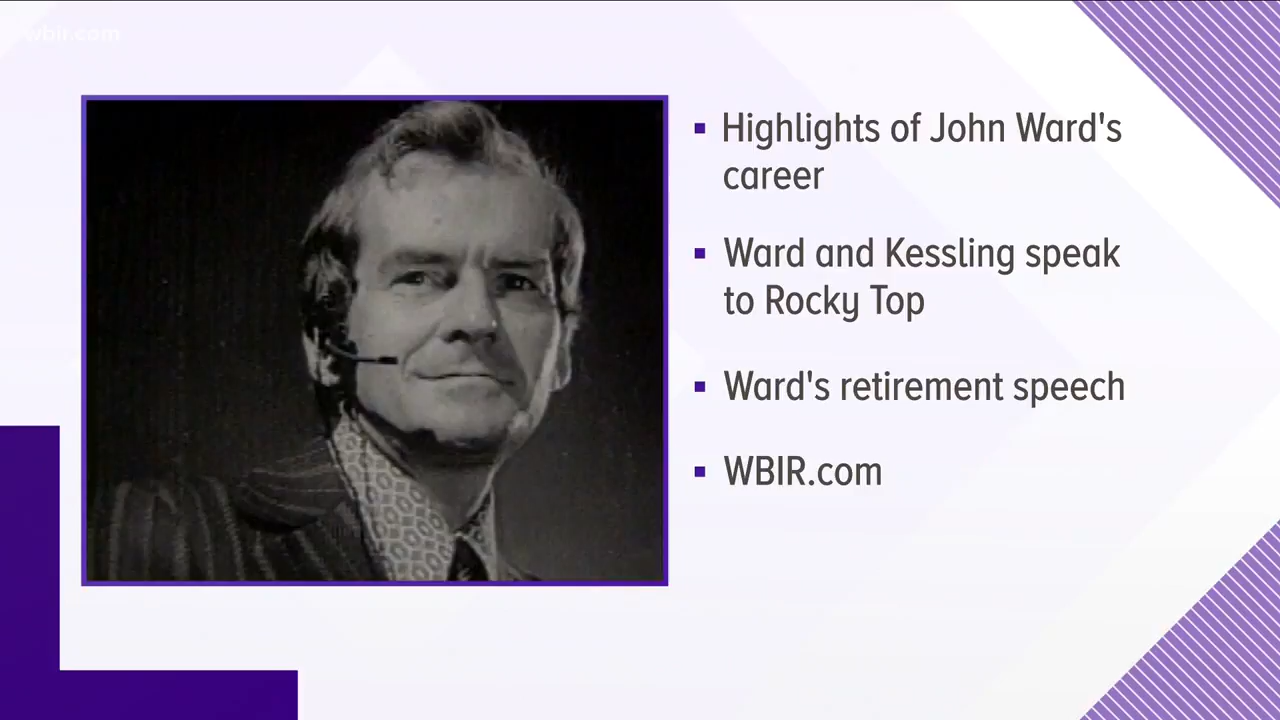 wbir.com
▪ Highlights of John Ward's
career
▪ Ward and Kessling speak
to Rocky Top
▪ Ward's retirement speech
▪ WBIR.com